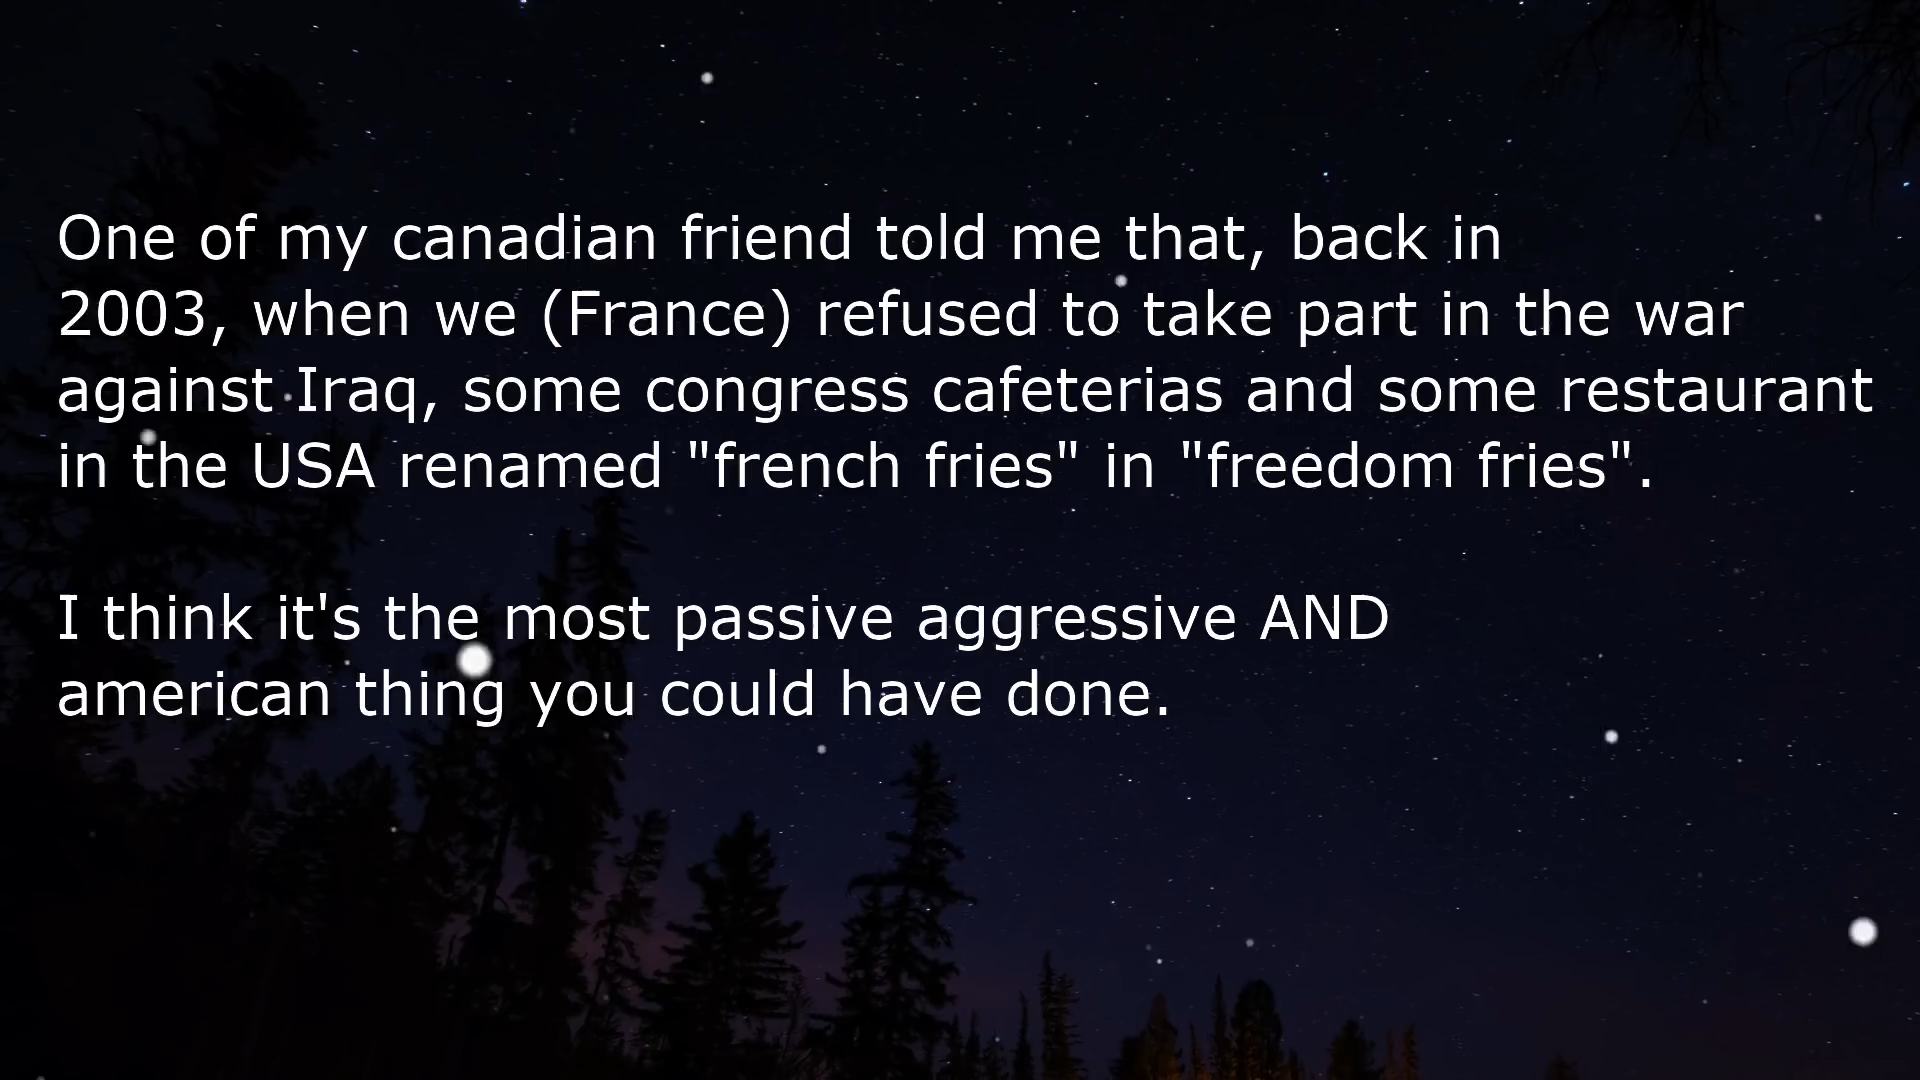 One of my canadian friend told me that, back in
2003, when we (France) refused to take part in the war
against Iraq, some congress cafeterias and some restaurant
in the USA renamed "french fries" in "freedom fries".
I think it's the most passive aggressive AND
american thing you could have done.